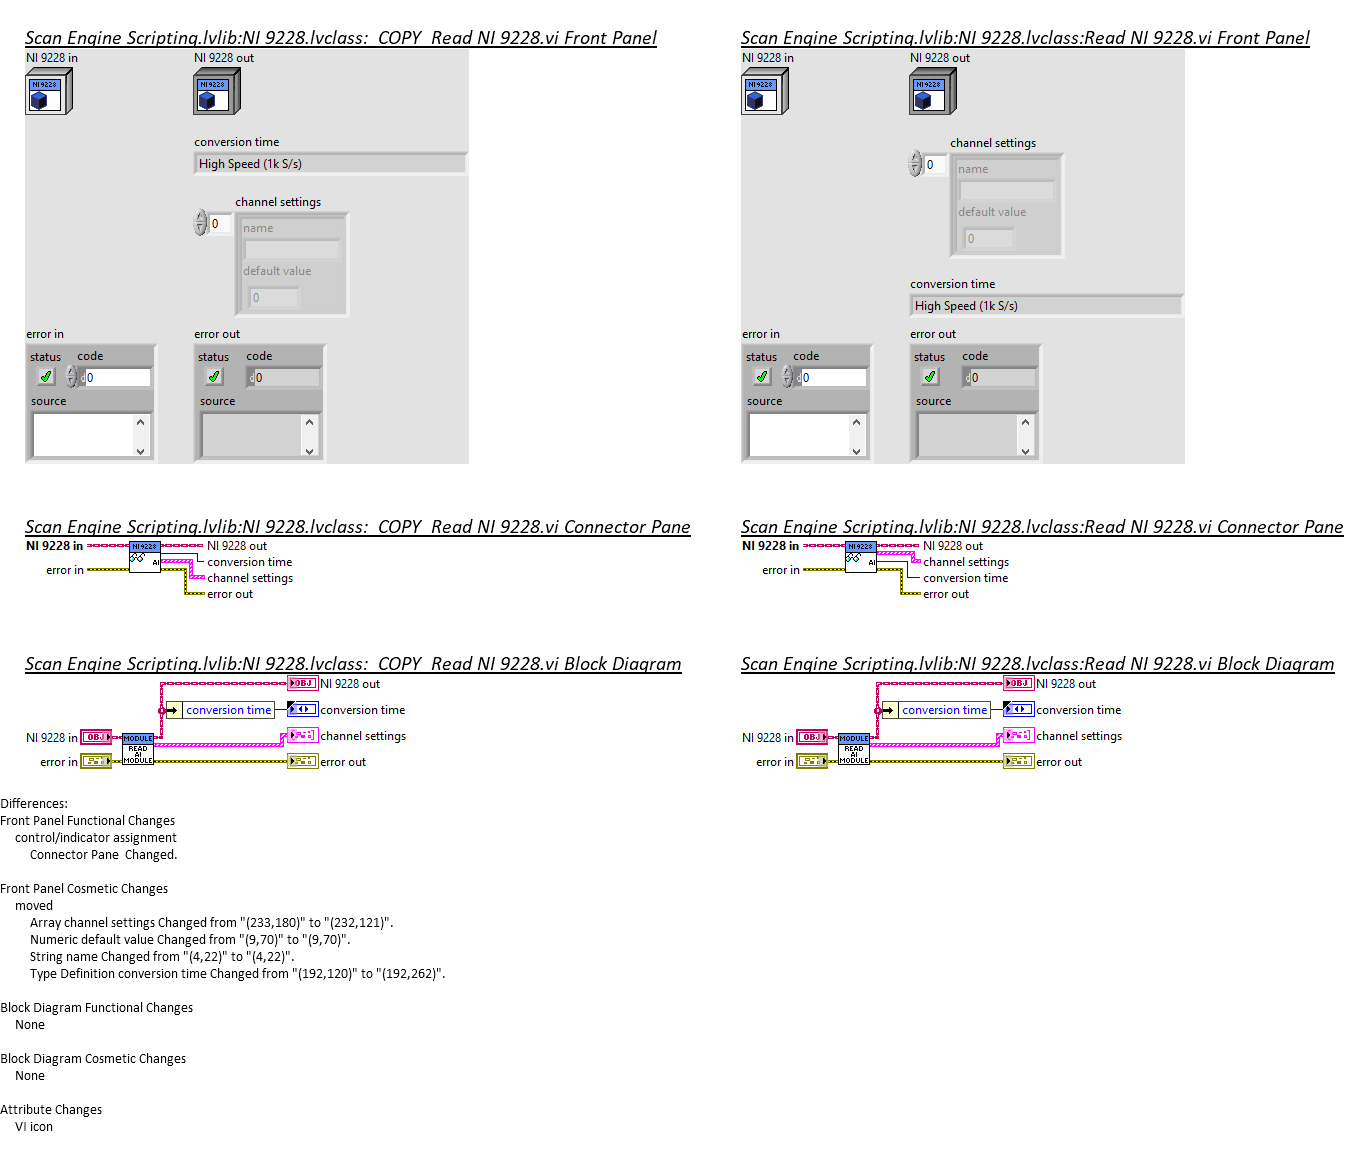 Scan Engine Scripting.lvlib:NI 9228.lvclass:_COPY_Read NI 9228.vi Front Panel
NI 9228 in
NI 9228 out
NI 9228
NI 9228
conversion time
High Speed (1k S/s)
channel settings
0
name
default value
0
error in
error out
status
code
status
code
0
0
source
source
Scan Engine Scripting.lvlib:NI 9228.lvclass:Read NI 9228.vi Front Panel
NI 9228 in
NI 9228 out
NI 9228
NI 9228
channel settings
0
name
default value
0
conversion time
High Speed (1k S/s)
error in
error out
status
code
status
code
0
0
source
source
Scan Engine Scripting.lvlib:NI 9228.lvclass:_COPY_Read NI 9228.vi Connector Pane
NI 9228 in
NI 9228
AI
NI 9228 out
conversion time
error in
channel settings
error out
Scan Engine Scripting.lvlib:NI 9228.lvclass:Read NI 9228.vi Connector Pane
NI 9228 in
NI 9228
AI
NI 9228 out
channel settings
error in
conversion time
error out
Scan Engine Scripting.lvlib:NI 9228.lvclass:_COPY_Read NI 9228.vi Block Diagram
OBJ
NI 9228 out
conversion time
conversion time
NI 9228 in
OBJ
MODULE
READ
AI
MODULE
channel settings
error in
error out
Scan Engine Scripting.lvlib:NI 9228.lvclass:Read NI 9228.vi Block Diagram
OBJ
NI 9228 out
conversion time
conversion time
NI 9228 in
OBJ
MODULE
READ
AI
MODULE
channel settings
error in
error out
Differences:
Front Panel Functional Changes
control/indicator assignment
Connector Pane  Changed.
Front Panel Cosmetic Changes
moved
Array channel settings Changed from "(233,180)" to "(232,121)".
Numeric default value Changed from "(9,70)" to "(9,70)".
String name Changed from "(4,22)" to "(4,22)".
Type Definition conversion time Changed from "(192,120)" to "(192,262)".
Block Diagram Functional Changes
None
Block Diagram Cosmetic Changes
None
Attribute Changes
VI icon